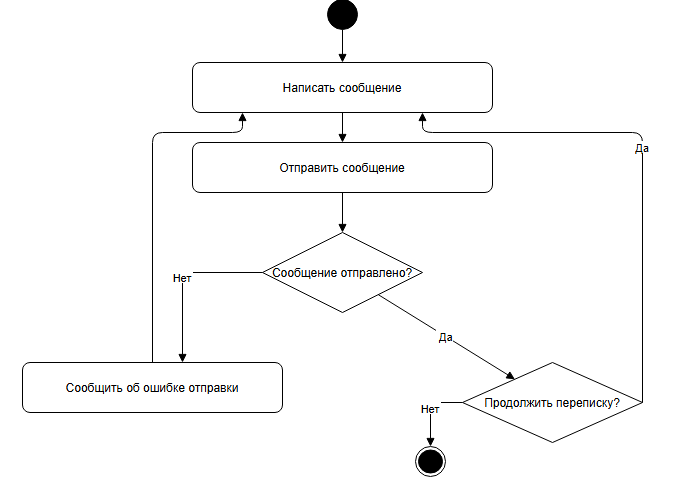 Написать сообщение
Да
Отправить сообщение
Сообщение отправлено?
Нет
Да
Сообщить об ошибке отправки
Продолжить переписку?
Нет